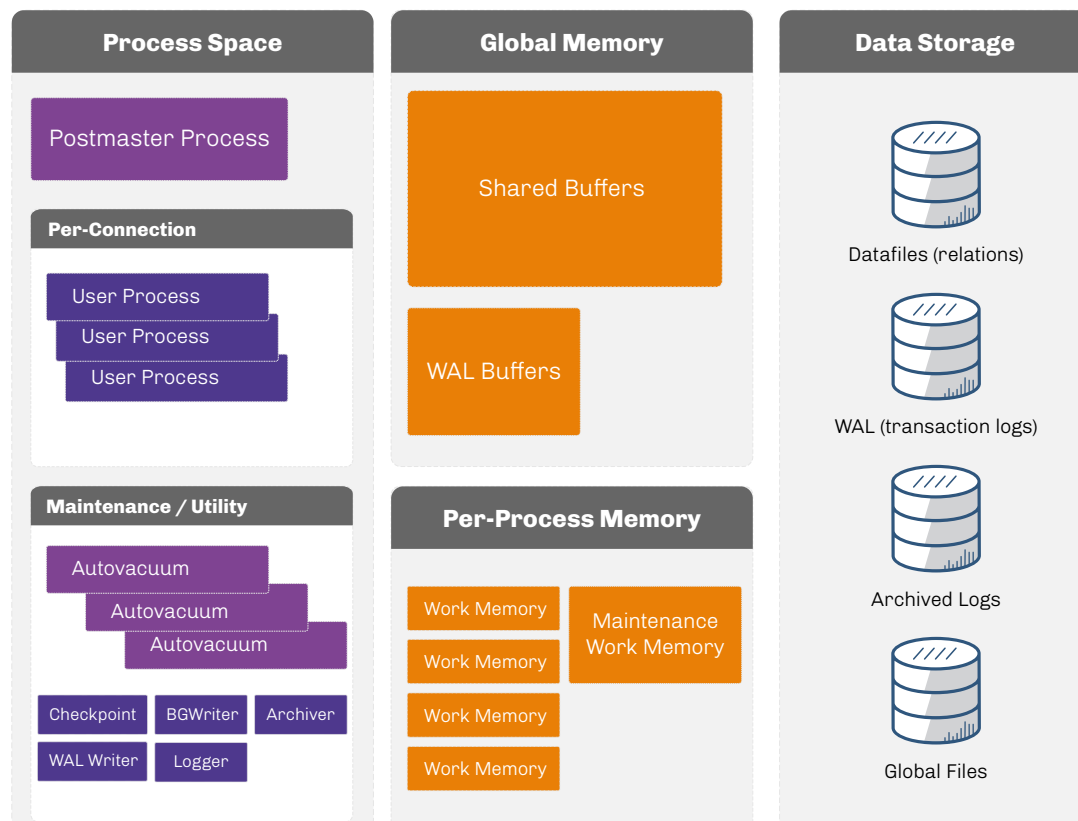 Process Space
Postmaster Process
Per-Connection
User Process
User Process
User Process
Maintenance / Utility
Autovacuum
Autovacuum
Autovacuum
Checkpoint
BGWriter
Archiver
WAL Writer
Logger
Global Memory
Shared Buffers
WAL Buffers
Per-Process Memory
Work Memory
Work Memory
Work Memory
Work Memory
Maintenance
Work Memory
Data Storage
Datafiles (relations)
WAL (transaction logs)
Archived Logs
Global Files